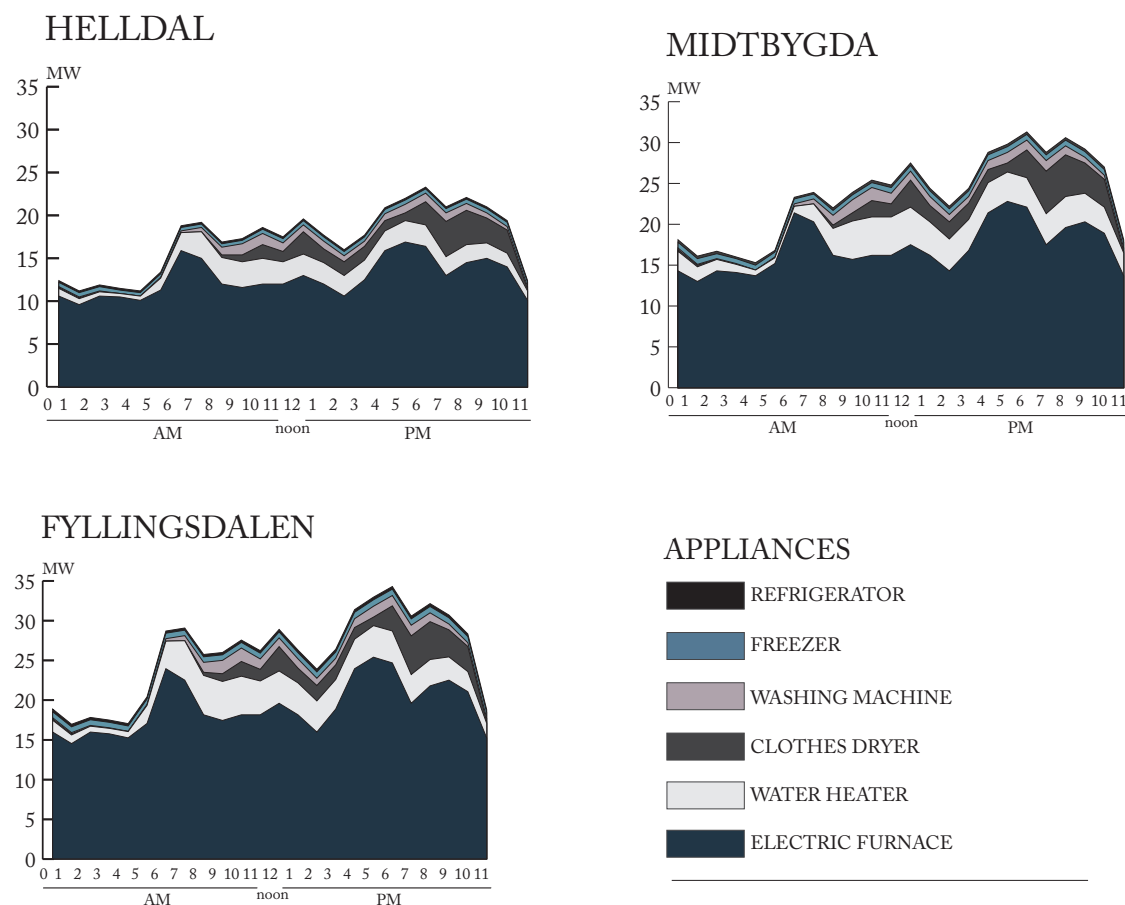 HELLDAL
MW
35
30
25
20
15
10
5
0
0 1 2 3 4 5 6 7 8 9 10 11 12 1 2 3 4 5 6 7 8 9 10 11
AM noon PM
MIDTBYGDA
MW
35
30
25
20
15
10
5
0
0 1 2 3 4 5 6 7 8 9 10 11 12 1 2 3 4 5 6 7 8 9 10 11
AM noon PM
FYLLINGSDALEN
MW
35
30
25
20
15
10
5
0
0 1 2 3 4 5 6 7 8 9 10 11 12 1 2 3 4 5 6 7 8 9 10 11
AM noon PM
APPLIANCES
REFRIGERATOR
FREEZER
WASHING MACHINE
CLOTHES DRYER
WATER HEATER
ELECTRIC FURNACE